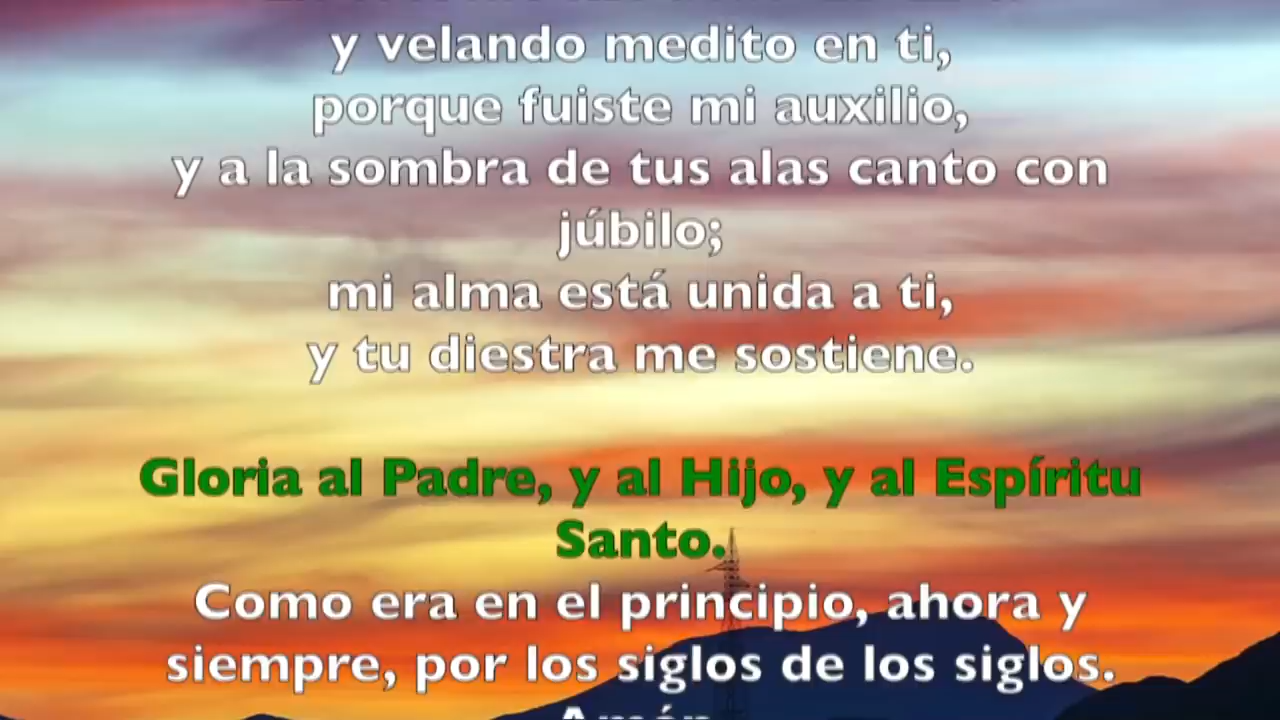 y velando medito en ti,
porque fuiste mi auxilio,
y a la sombra de tus alas canto con
júbilo;
mi alma está unida a ti,
y tu diestra me sostiene.
Gloria al Padre, y al Hijo, y al Espíritu
Santo.
Como era en el principio, ahora y
siempre, por los siglos de los siglos.
Amén.